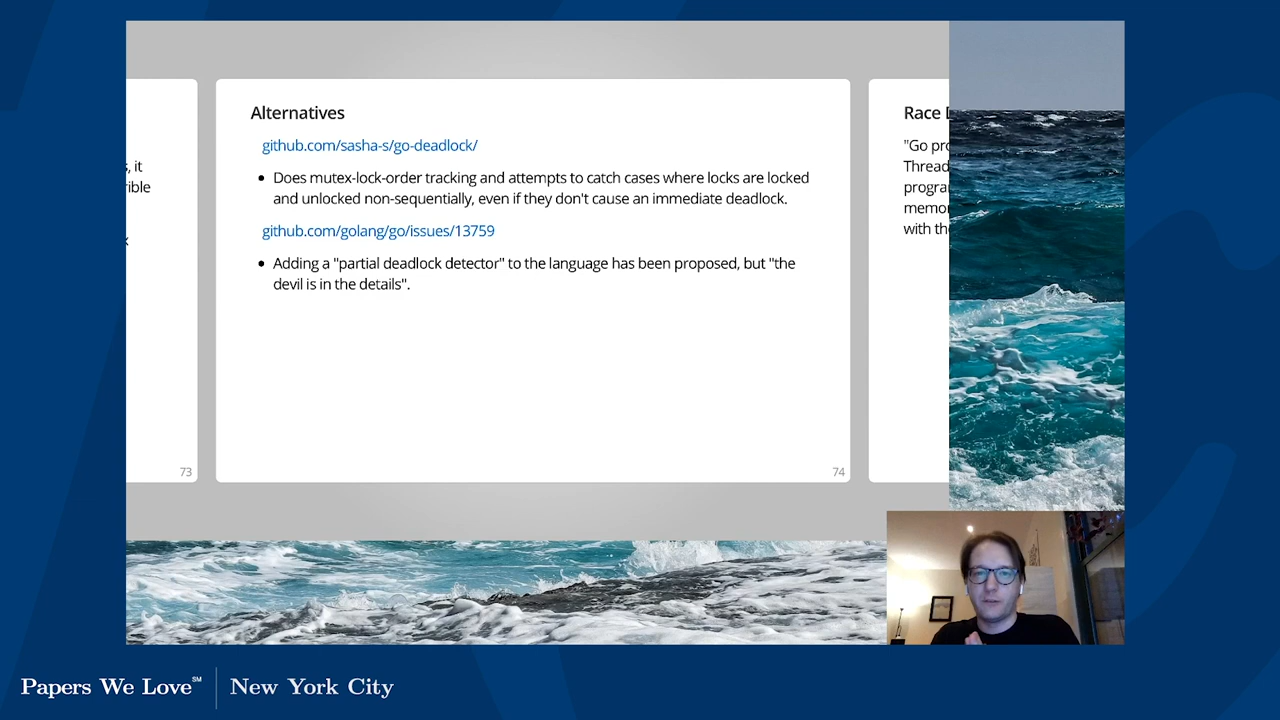 , it
rible
x
73
Alternatives
github.com/sasha-s/go-deadlock/
• Does mutex-lock-order tracking and attempts to catch cases where locks are locked
and unlocked non-sequentially, even if they don't cause an immediate deadlock.
github.com/golang/go/issues/13759
• Adding a "partial deadlock detector" to the language has been proposed, but "the
devil is in the details".
74
Race D
"Go pro
Thread
progra
memor
with the
Papers We Love℠ | New York City